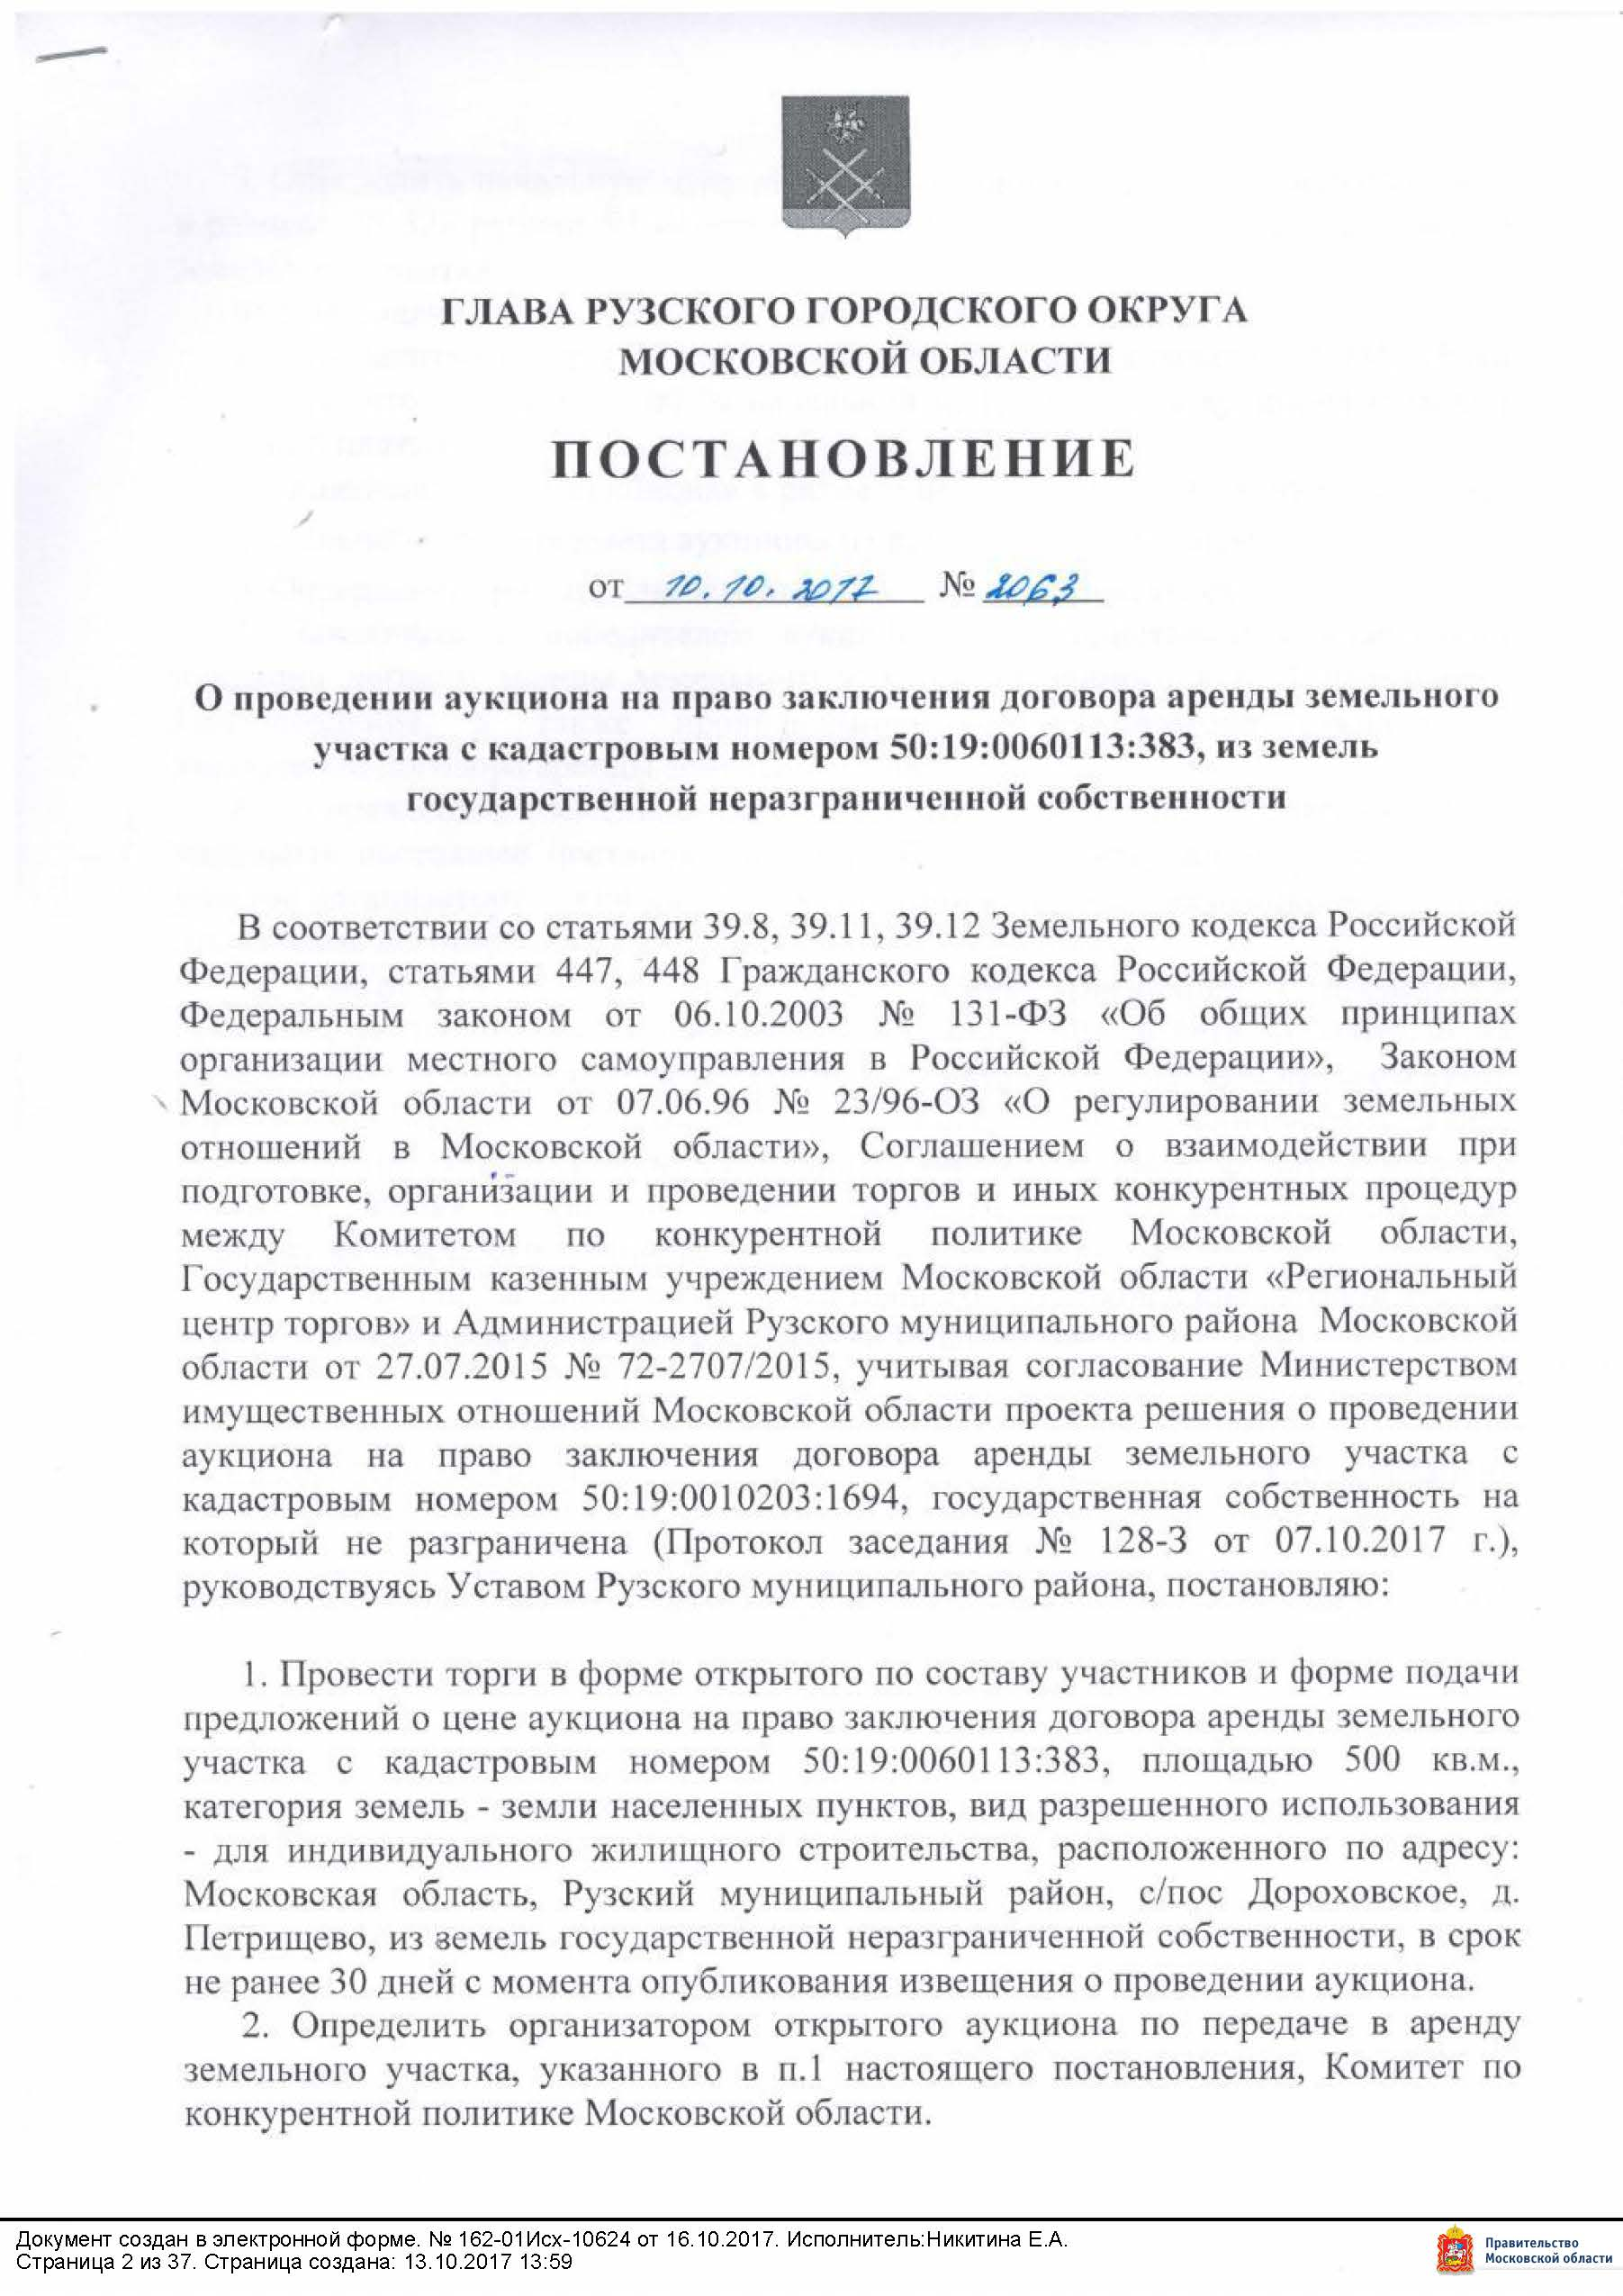 ГЛАВА РУЗСКОГО ГОРОДСКОГО ОКРУГА
МОСКОВСКОЙ ОБЛАСТИ
ПОСТАНОВЛЕНИЕ
от 10.10.2017 № 2063
О проведении аукциона на право заключения договора аренды земельного
участка с кадастровым номером 50:19:0060113:383, из земель
государственной неразграниченной собственности
В соответствии со статьями 39.8, 39.11, 39.12 Земельного кодекса Российской
Федерации, статьями 447, 448 Гражданского кодекса Российской Федерации,
Федеральным законом от 06.10.2003 № 131-ФЗ «Об общих принципах
организации местного самоуправления в Российской Федерации», Законом
Московской области от 07.06.96 № 23/96-ОЗ «О регулировании земельных
отношений в Московской области», Соглашением о взаимодействии при
подготовке, организации и проведении торгов и иных конкурентных процедур
между Комитетом по конкурентной политике Московской области,
Государственным казенным учреждением Московской области «Региональный
центр торгов» и Администрацией Рузского муниципального района Московской
области от 27.07.2015 № 72-2707/2015, учитывая согласование Министерством
имущественных отношений Московской области проекта решения о проведении
аукциона на право заключения договора аренды земельного участка с
кадастровым номером 50:19:0010203:1694, государственная собственность на
который не разграничена (Протокол заседания № 128-З от 07.10.2017 г.),
руководствуясь Уставом Рузского муниципального района, постановляю:
1. Провести торги в форме открытого по составу участников и форме подачи
предложений о цене аукциона на право заключения договора аренды земельного
участка с кадастровым номером 50:19:0060113:383, площадью 500 кв.м.,
категория земель - земли населенных пунктов, вид разрешенного использования
- для индивидуального жилищного строительства, расположенного по адресу:
Московская область, Рузский муниципальный район, с/пос Дороховское, д.
Петрищево, из земель государственной неразграниченной собственности, в срок
не ранее 30 дней с момента опубликования извещения о проведении аукциона.
2. Определить организатором открытого аукциона по передаче в аренду
земельного участка, указанного в п.1 настоящего постановления, Комитет по
конкурентной политике Московской области.
Документ создан в электронной форме. № 162-01Исх-10624 от 16.10.2017. Исполнитель:Никитина Е.А.
Страница 2 из 37. Страница создана: 13.10.2017 13:59
Правительство
Московской области